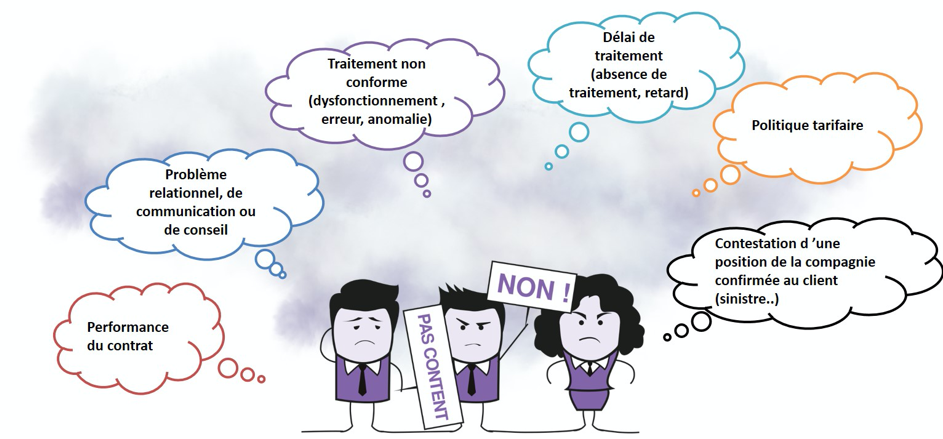 Délai de
traitement
(absence de
traitement, retard)
Traitement non
conforme
(dysfonctionnement ,
erreur, anomalie)
Politique tarifaire
Problème
relationnel, de
communication ou
de conseil
Contestation d ’une
position de la compagnie
confirmée au client
(sinistre..)
Performance
du contrat
NON !
PAS CONTENT